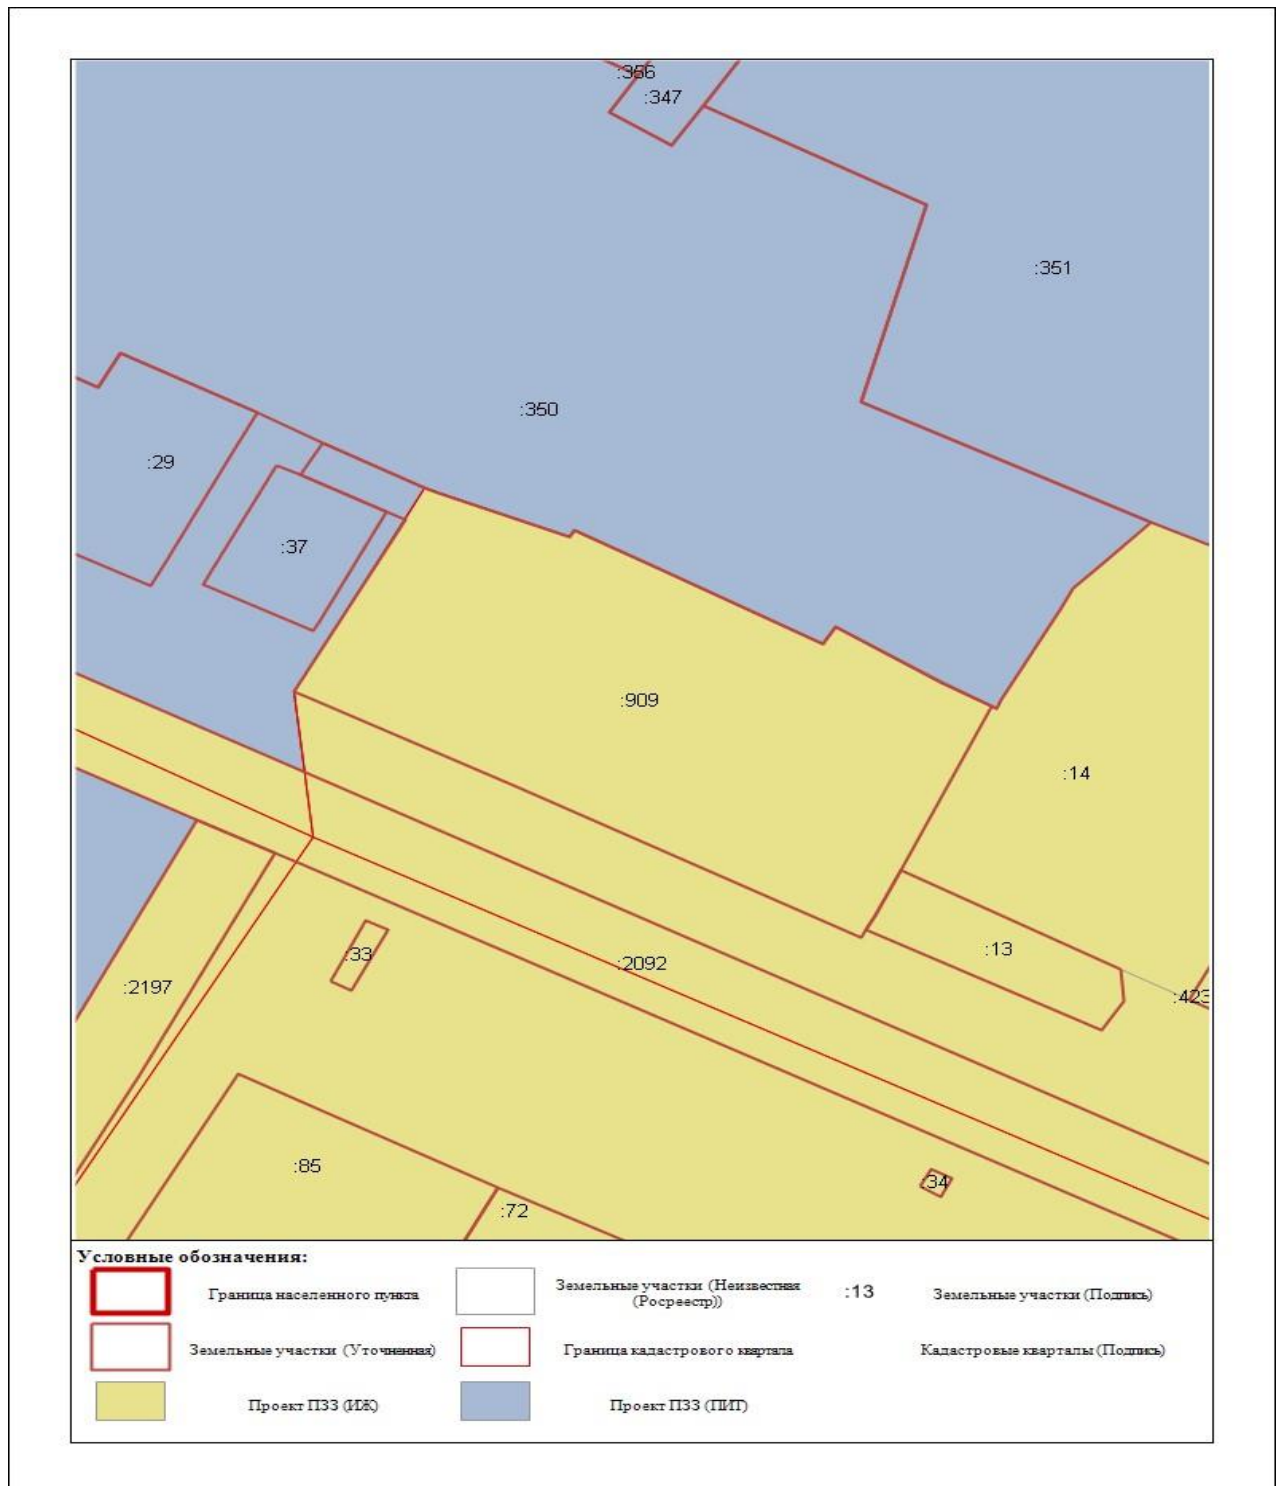 :366
:347
:351
:350
:29
:37
:909
:14
:13
:33
:2092
:2197
:423
:85
:34
:72
Условные обозначения:
Граница населенного пункта
Земельные участки (Неизвестная
(Росреестр))
:13
Земельные участки (Подпись)
Земельные участки (Уточненная)
Граница кадастрового квартала
Кадастровые кварталы (Подпись)
Проект ПЗЗ (ИЖ)
Проект ПЗЗ (ПИТ)